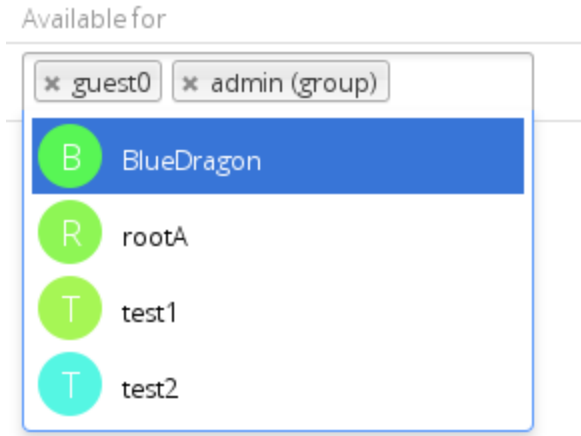 Available for
× guest0 × admin (group)
B BlueDragon
R rootA
T test1
T test2